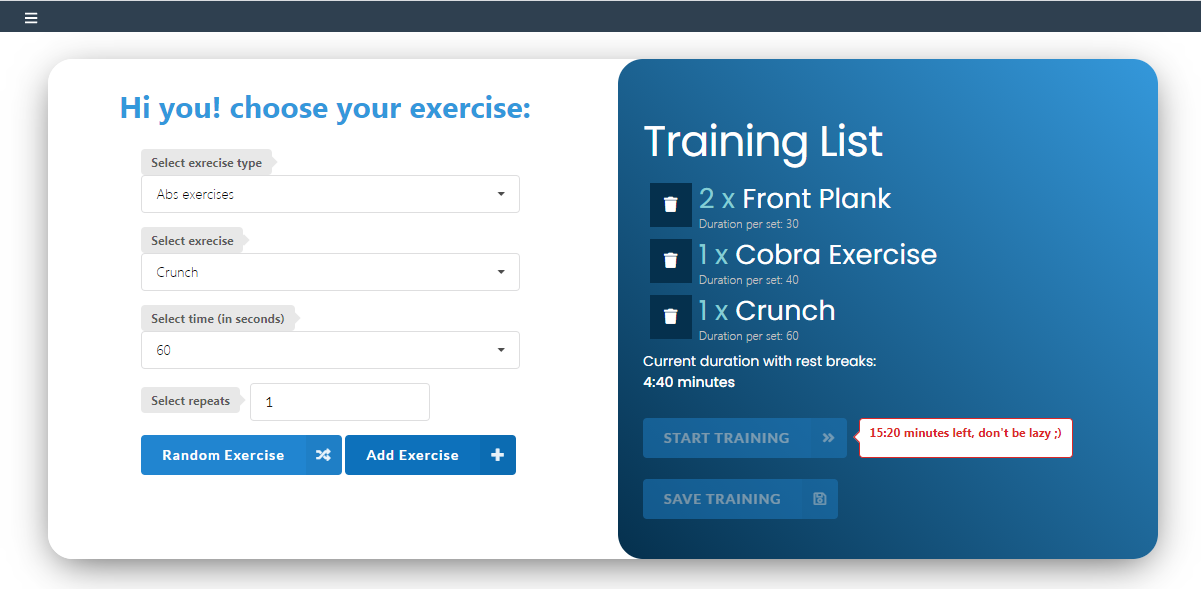 Hi you! choose your exercise:
Select exrecise type
Abs exercises
Select exrecise
Crunch
Select time (in seconds)
60
Select repeats
1
Random Exercise
Add Exercise
Training List
2 x Front Plank
Duration per set: 30
1 x Cobra Exercise
Duration per set: 40
1 x Crunch
Duration per set: 60
Current duration with rest breaks:
4:40 minutes
START TRAINING
15:20 minutes left, don't be lazy ;)
SAVE TRAINING